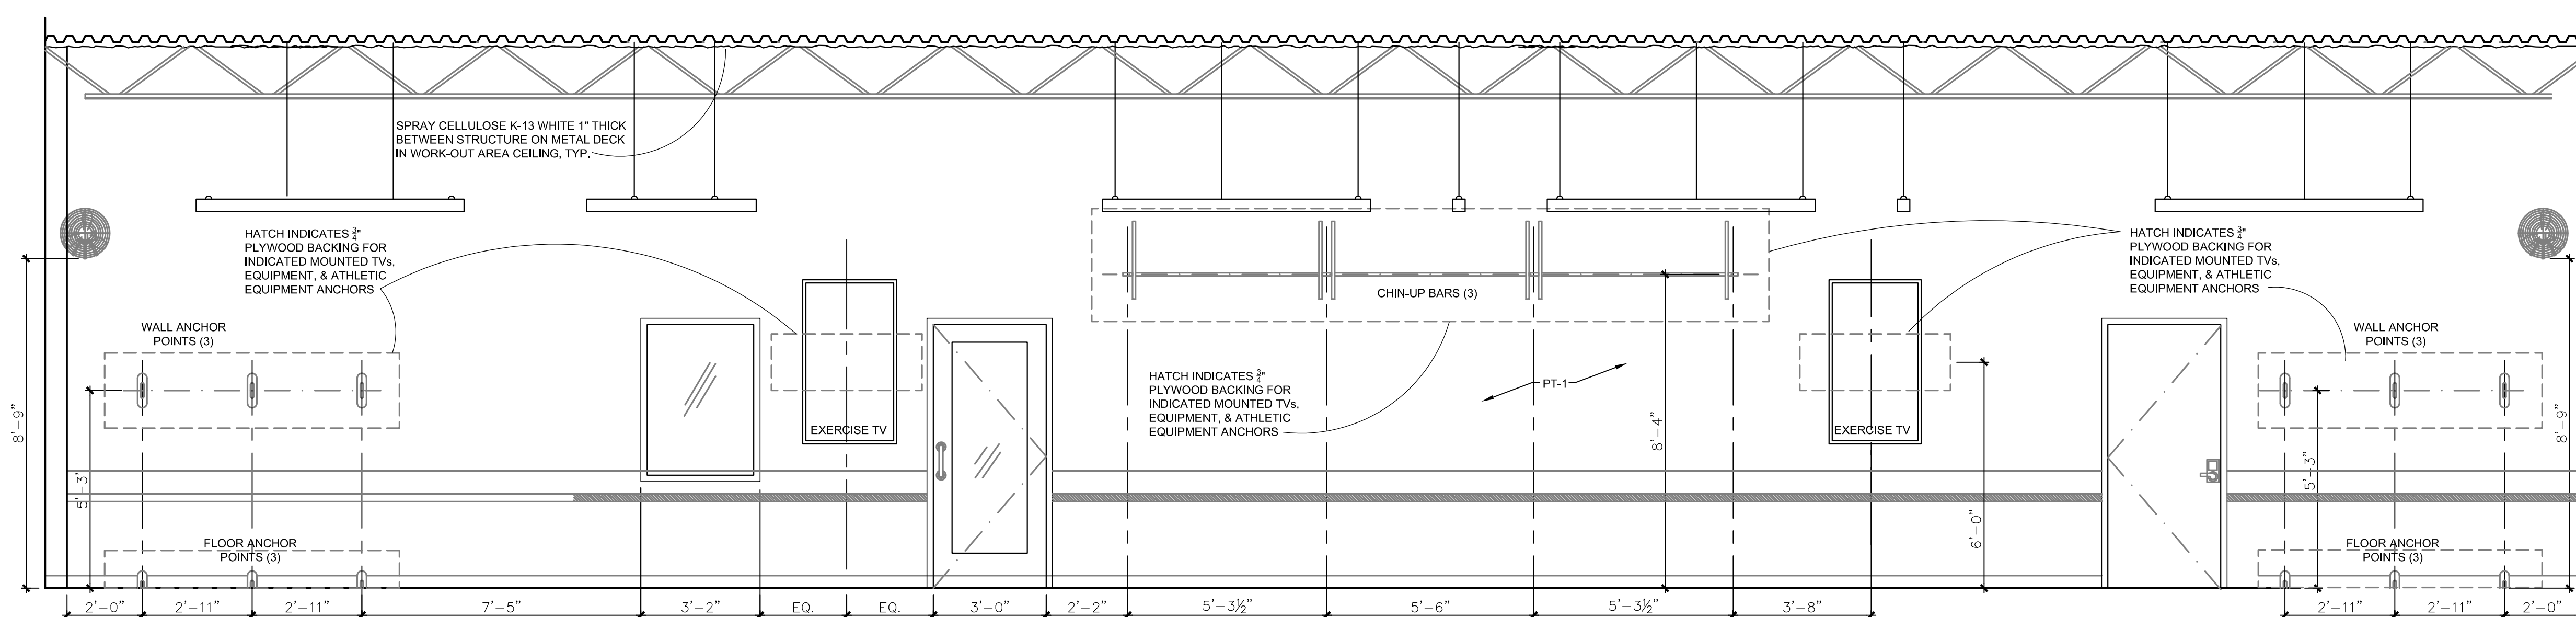 SPRAY CELLULOSE K-13 WHITE 1" THICK
BETWEEN STRUCTURE ON METAL DECK
IN WORK-OUT AREA CEILING, TYP.
HATCH INDICATES 3/4"
PLYWOOD BACKING FOR
INDICATED MOUNTED TVs,
EQUIPMENT, & ATHLETIC
EQUIPMENT ANCHORS
WALL ANCHOR
POINTS (3)
8'-9"
5'-3"
FLOOR ANCHOR
POINTS (3)
EXERCISE TV
CHIN-UP BARS (3)
HATCH INDICATES 3/4"
PLYWOOD BACKING FOR
INDICATED MOUNTED TVs,
EQUIPMENT, & ATHLETIC
EQUIPMENT ANCHORS
PT-1
8'-4"
EXERCISE TV
6'-0"
HATCH INDICATES 3/4"
PLYWOOD BACKING FOR
INDICATED MOUNTED TVs,
EQUIPMENT, & ATHLETIC
EQUIPMENT ANCHORS
WALL ANCHOR
POINTS (3)
5'-3"
8'-9"
FLOOR ANCHOR
POINTS (3)
2'-0" 2'-11" 2'-11" 7'-5" 3'-2" EQ. EQ. 3'-0" 2'-2" 5'-3½" 5'-6" 5'-3½" 3'-8" 2'-11" 2'-11" 2'-0"